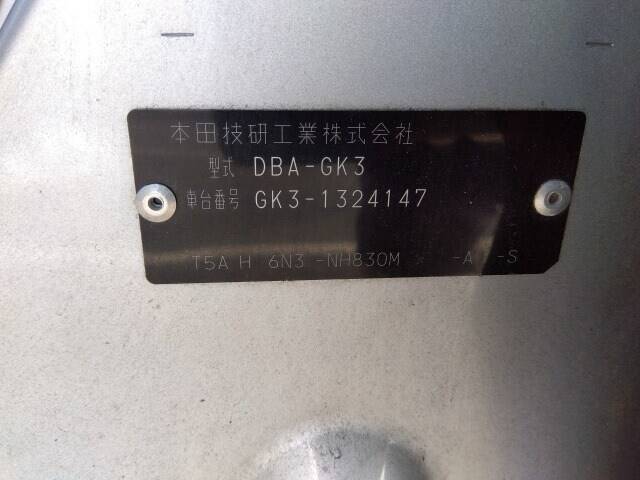 本田技研工業株式会社
型式 DBA-GK3
車台番号 GK3-1324147
T5A H 6N3 -NH830M × -A -S